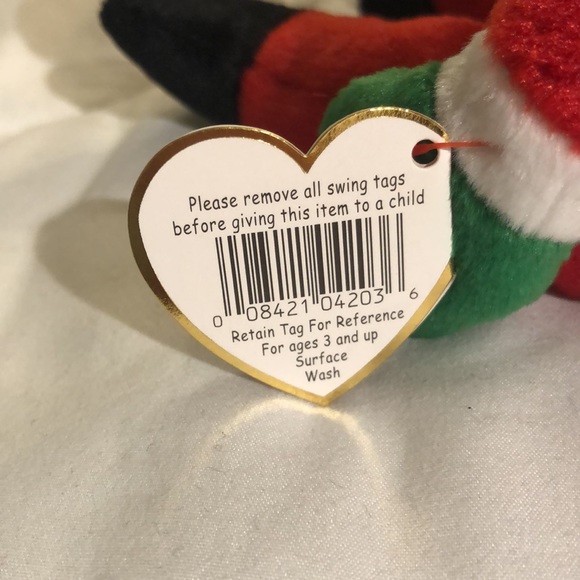 Please remove all swing tags
before giving this item to a child
0 08421 04203 6
Retain Tag For Reference
For ages 3 and up
Surface
Wash